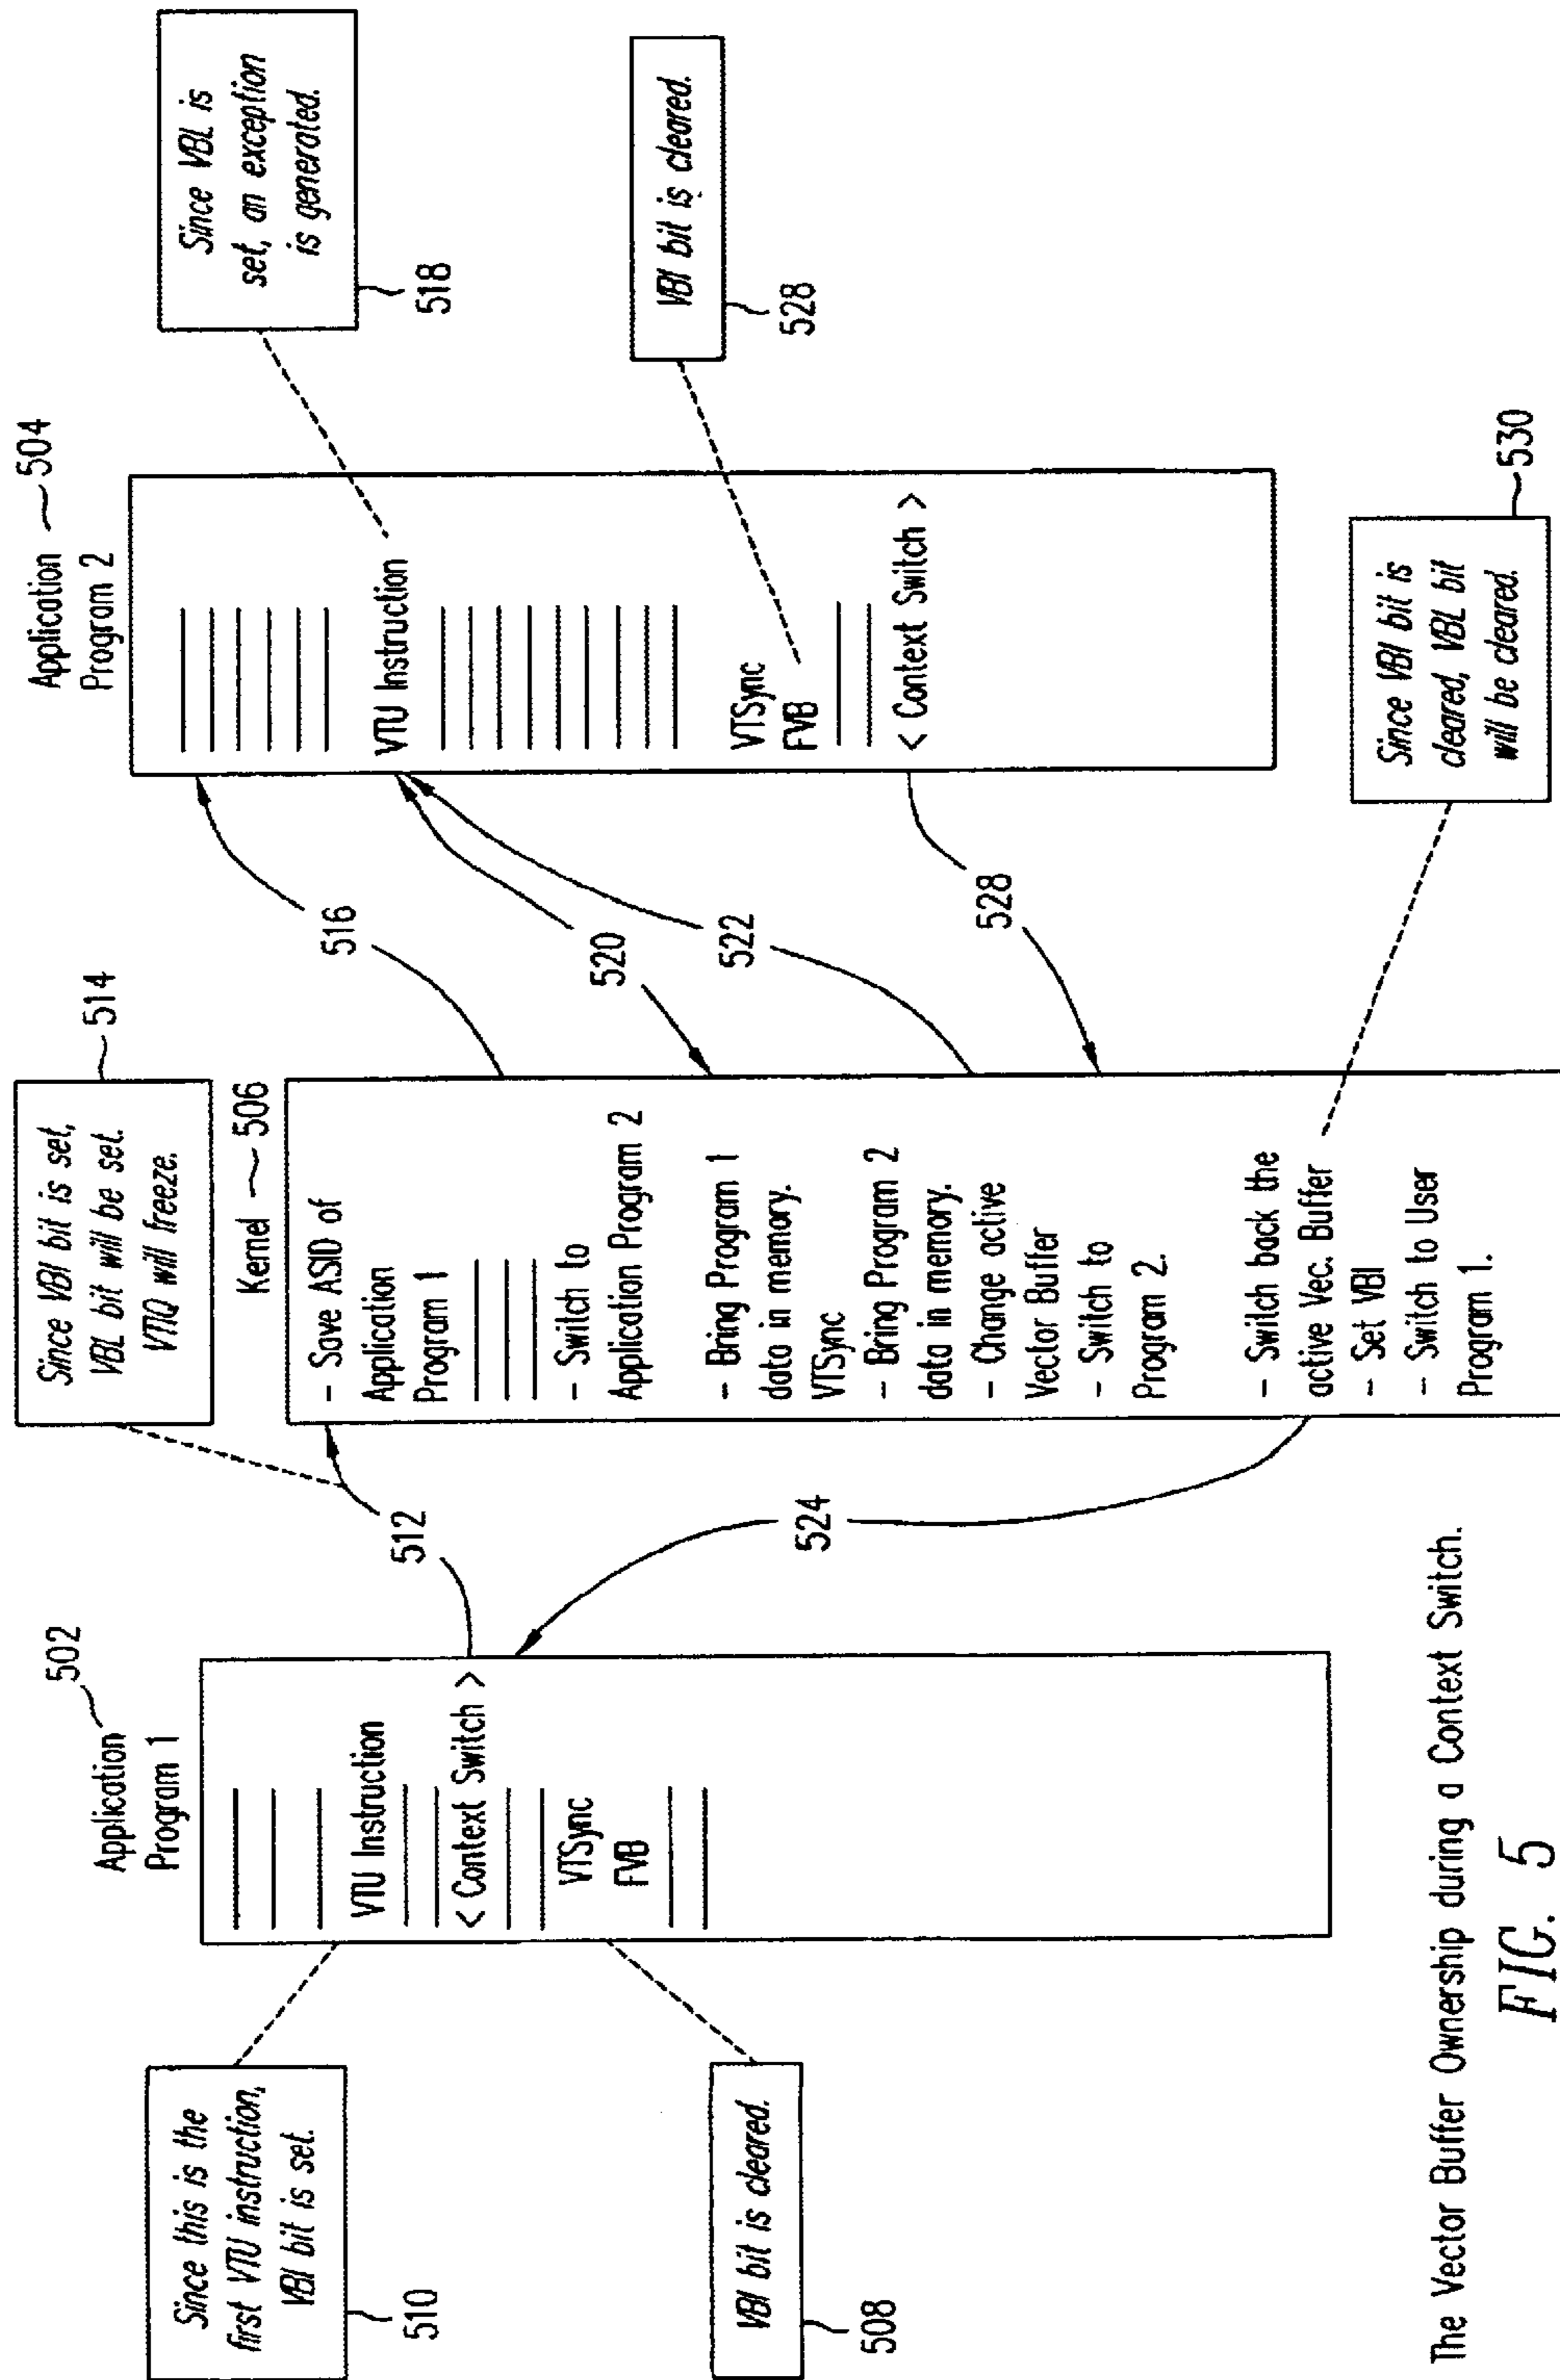 Application
Program 1
502
VTU Instruction
< Context Switch >
VTSync
FVB
Since this is the
first VTU instruction,
VBI bit is set.
510
VBI bit is cleared.
508
512
524
Since VBI bit is set,
VBL bit will be set.
VTIQ will freeze.
514
Kernel
506
- Save ASID of
Application
Program 1
- Switch to
Application Program 2
- Bring Program 1
data in memory.
VTSync
- Bring Program 2
data in memory.
- Change active
Vector Buffer
- Switch to
Program 2.
- Switch back the
active Vec. Buffer
- Set VBI
- Switch to User
Program 1.
516
520
522
528
Application
Program 2
504
VTU Instruction
VTSync
FVB
< Context Switch >
Since VBL is
set, an exception
is generated.
518
VBI bit is cleared.
528
Since VBI bit is
cleared, VBL bit
will be cleared.
530
The Vector Buffer Ownership during a Context Switch.
FIG. 5